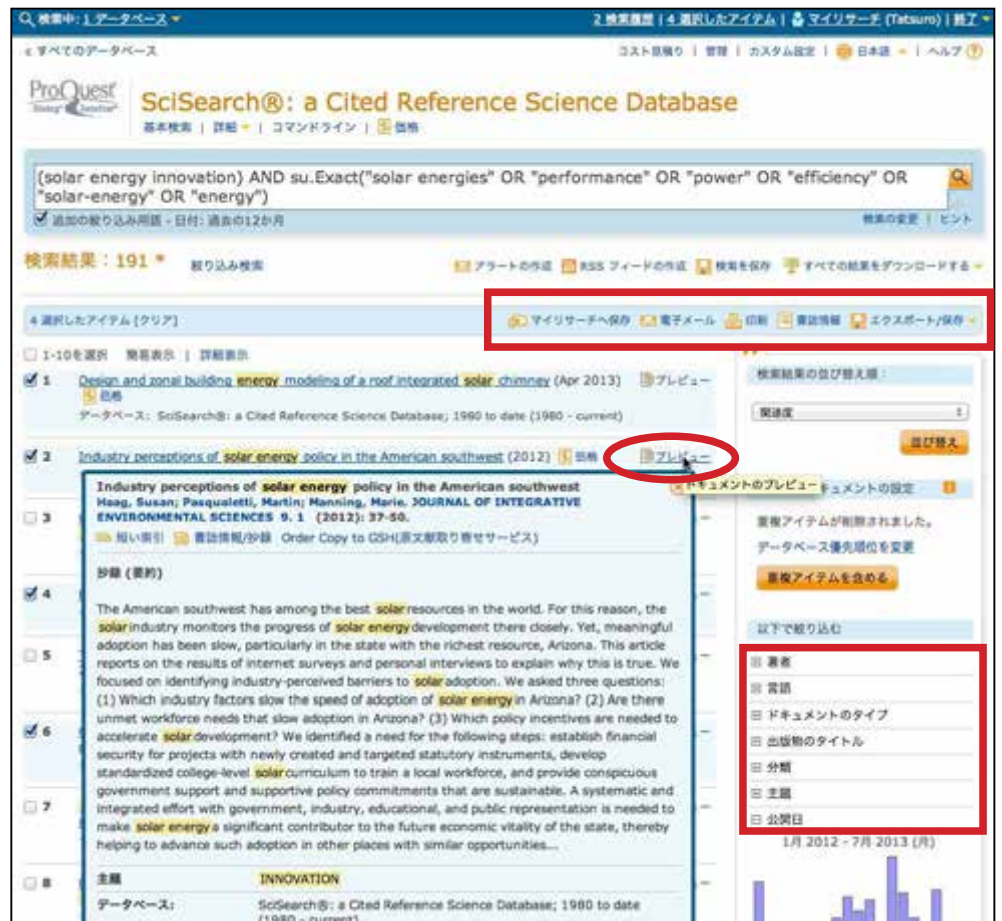 検索中: 1 データベース
2 検索履歴 | 4 選択したアイテム | マイリサーチ (Tatsuro) | 終了
« すべてのデータベース
コスト見積り | 管理 | カスタム設定 | 日本語 | ヘルプ
ProQuest
Dialog
SciSearch®: a Cited Reference Science Database
基本検索 | 詳細 | コマンドライン | 価格
(solar energy innovation) AND su.Exact("solar energies" OR "performance" OR "power" OR "efficiency" OR
"solar-energy" OR "energy")
追加の絞り込み用語 - 日付: 過去の12か月
検索の変更 | ヒント
検索結果：191 *
絞り込み検索
アラートの作成 RSS フィードの作成 検索を保存 すべての結果をダウンロードする
4 選択したアイテム [クリア]
マイリサーチへ保存 電子メール 印刷 書誌情報 エクスポート/保存
1-10を選択 簡易表示 | 詳細表示
検索結果の並び替え順：
1 Design and zonal building energy modeling of a roof integrated solar chimney (Apr 2013) プレビュー
価格
データベース: SciSearch®: a Cited Reference Science Database; 1980 to date (1980 - current)
関連度
並び替え
2 Industry perceptions of solar energy policy in the American southwest (2012) 価格 プレビュー
ドキュメントのプレビュー
キュメントの設定
Industry perceptions of solar energy policy in the American southwest
Haag, Susan; Pasqualetti, Martin; Manning, Marie. JOURNAL OF INTEGRATIVE
ENVIRONMENTAL SCIENCES 9. 1 (2012): 37-50.
短い索引 書誌情報/抄録 Order Copy to GSH(原文献取り寄せサービス)
3
重複アイテムが削除されました。
データベース優先順位を変更
重複アイテムを含める
抄録 (要約)
4
The American southwest has among the best solar resources in the world. For this reason, the
solar industry monitors the progress of solar energy development there closely. Yet, meaningful
adoption has been slow, particularly in the state with the richest resource, Arizona. This article
reports on the results of internet surveys and personal interviews to explain why this is true. We
focused on identifying industry-perceived barriers to solar adoption. We asked three questions:
(1) Which industry factors slow the speed of adoption of solar energy in Arizona? (2) Are there
unmet workforce needs that slow adoption in Arizona? (3) Which policy incentives are needed to
accelerate solar development? We identified a need for the following steps: establish financial
security for projects with newly created and targeted statutory instruments, develop
standardized college-level solar curriculum to train a local workforce, and provide conspicuous
government support and supportive policy commitments that are sustainable. A systematic and
integrated effort with government, industry, educational, and public representation is needed to
make solar energy a significant contributor to the future economic vitality of the state, thereby
helping to advance such adoption in other places with similar opportunities...
5
6
7
8
以下で絞り込む
著者
言語
ドキュメントのタイプ
出版物のタイトル
分類
主題
公開日
1月 2012 - 7月 2013 (月)
主題 INNOVATION
データベース: SciSearch®: a Cited Reference Science Database; 1980 to date
(1980 - current)